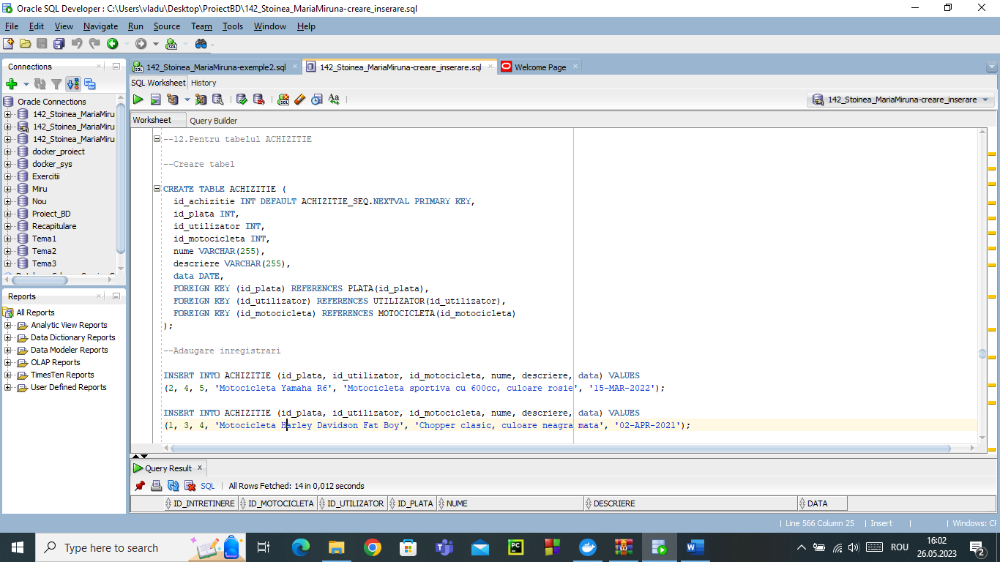 Oracle SQL Developer : C:\Users\vladu\Desktop\ProiectBD\142_Stoinea_MariaMiruna-creare_inserare.sql
File Edit View Navigate Run Source Team Tools Window Help
Connections
142_Stoinea_MariaMiruna-exemple2.sql
142_Stoinea_MariaMiruna-creare_inserare.sql
Welcome Page
SQL Worksheet History
142_Stoinea_MariaMiruna-creare_inserare
Worksheet Query Builder
Oracle Connections
142_Stoinea_MariaMiru
142_Stoinea_MariaMiru
142_Stoinea_MariaMiru
docker_proiect
docker_sys
Exercitii
Miru
Nou
Proiect_BD
Recapitulare
Tema1
Tema2
Tema3
Reports
All Reports
Analytic View Reports
Data Dictionary Reports
Data Modeler Reports
OLAP Reports
TimesTen Reports
User Defined Reports
--12.Pentru tabelul ACHIZITIE
--Creare tabel
CREATE TABLE ACHIZITIE (
id_achizitie INT DEFAULT ACHIZITIE_SEQ.NEXTVAL PRIMARY KEY,
id_plata INT,
id_utilizator INT,
id_motocicleta INT,
nume VARCHAR(255),
descriere VARCHAR(255),
data DATE,
FOREIGN KEY (id_plata) REFERENCES PLATA(id_plata),
FOREIGN KEY (id_utilizator) REFERENCES UTILIZATOR(id_utilizator),
FOREIGN KEY (id_motocicleta) REFERENCES MOTOCICLETA(id_motocicleta)
);
--Adaugare inregistrari
INSERT INTO ACHIZITIE (id_plata, id_utilizator, id_motocicleta, nume, descriere, data) VALUES
(2, 4, 5, 'Motocicleta Yamaha R6', 'Motocicleta sportiva cu 600cc, culoare rosie', '15-MAR-2022');
INSERT INTO ACHIZITIE (id_plata, id_utilizator, id_motocicleta, nume, descriere, data) VALUES
(1, 3, 4, 'Motocicleta Harley Davidson Fat Boy', 'Chopper clasic, culoare neagra mata', '02-APR-2021');
Query Result
SQL All Rows Fetched: 14 in 0,012 seconds
ID_INTRETINERE ID_MOTOCICLETA ID_UTILIZATOR ID_PLATA NUME DESCRIERE DATA
Line 566 Column 25 Insert Windows: CF
Type here to search
ROU
16:02
26.05.2023
2